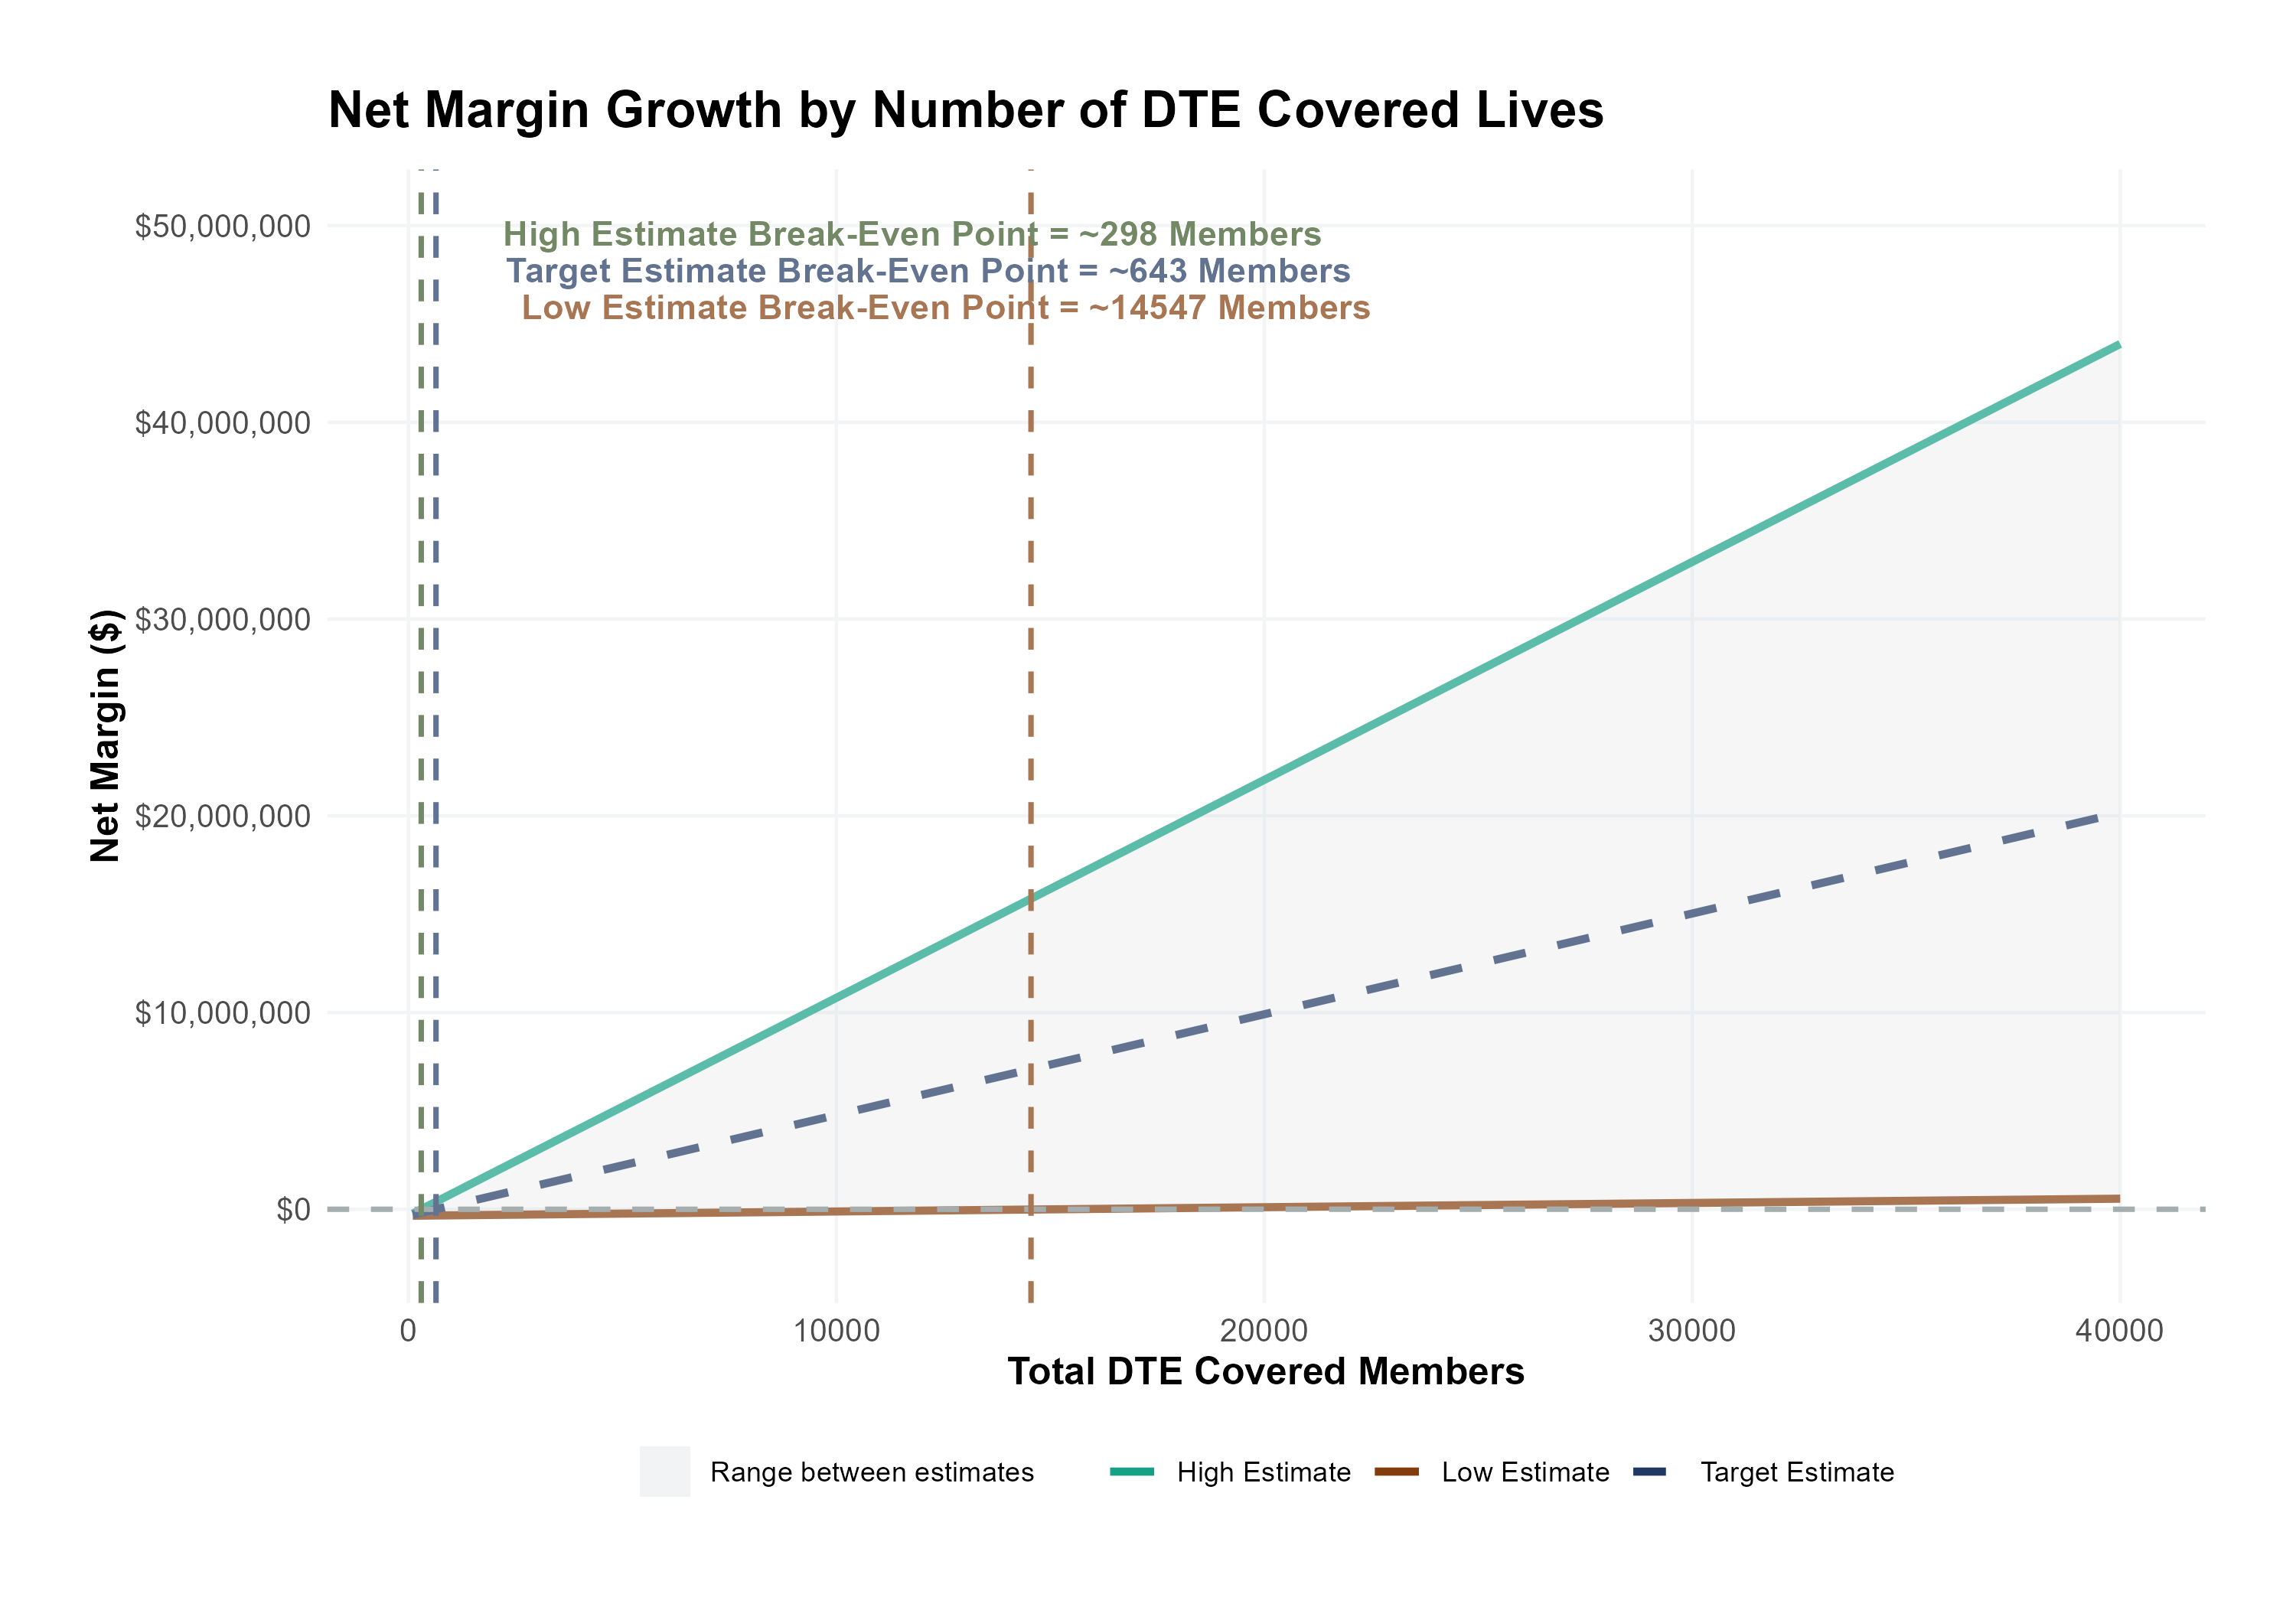 Net Margin Growth by Number of DTE Covered Lives
High Estimate Break-Even Point = ~298 Members
Target Estimate Break-Even Point = ~643 Members
Low Estimate Break-Even Point = ~14547 Members
Net Margin ($)
$50,000,000
$40,000,000
$30,000,000
$20,000,000
$10,000,000
$0
0 10000 20000 30000 40000
Total DTE Covered Members
Range between estimates High Estimate Low Estimate Target Estimate